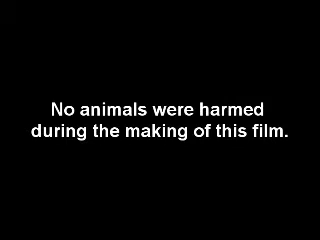 No animals were harmed
during the making of this film.